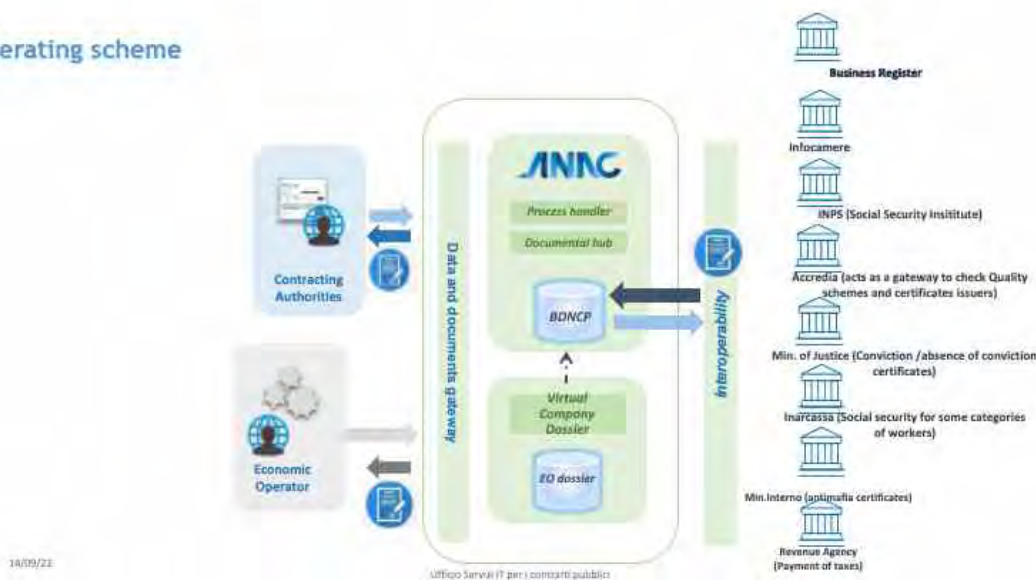 erating scheme
Business Register
Infocamere
INPS (Social Security Insititute)
Accredia (acts as a gateway to check Quality
schemes and certificates issuers)
Min. of Justice (Conviction /absence of conviction
certificates)
Inarcassa (Social security for some categories
of workers)
Min.Interno (antimafia certificates)
Revenue Agency
(Payment of taxes)
Contracting
Authorities
Economic
Operator
Data and documents gateway
ANAC
Process handler
Documental hub
BDNCP
Virtual
Company
Dossier
EO dossier
Interoperability
14/09/22
Ufficio Servizi IT per i contratti pubblici